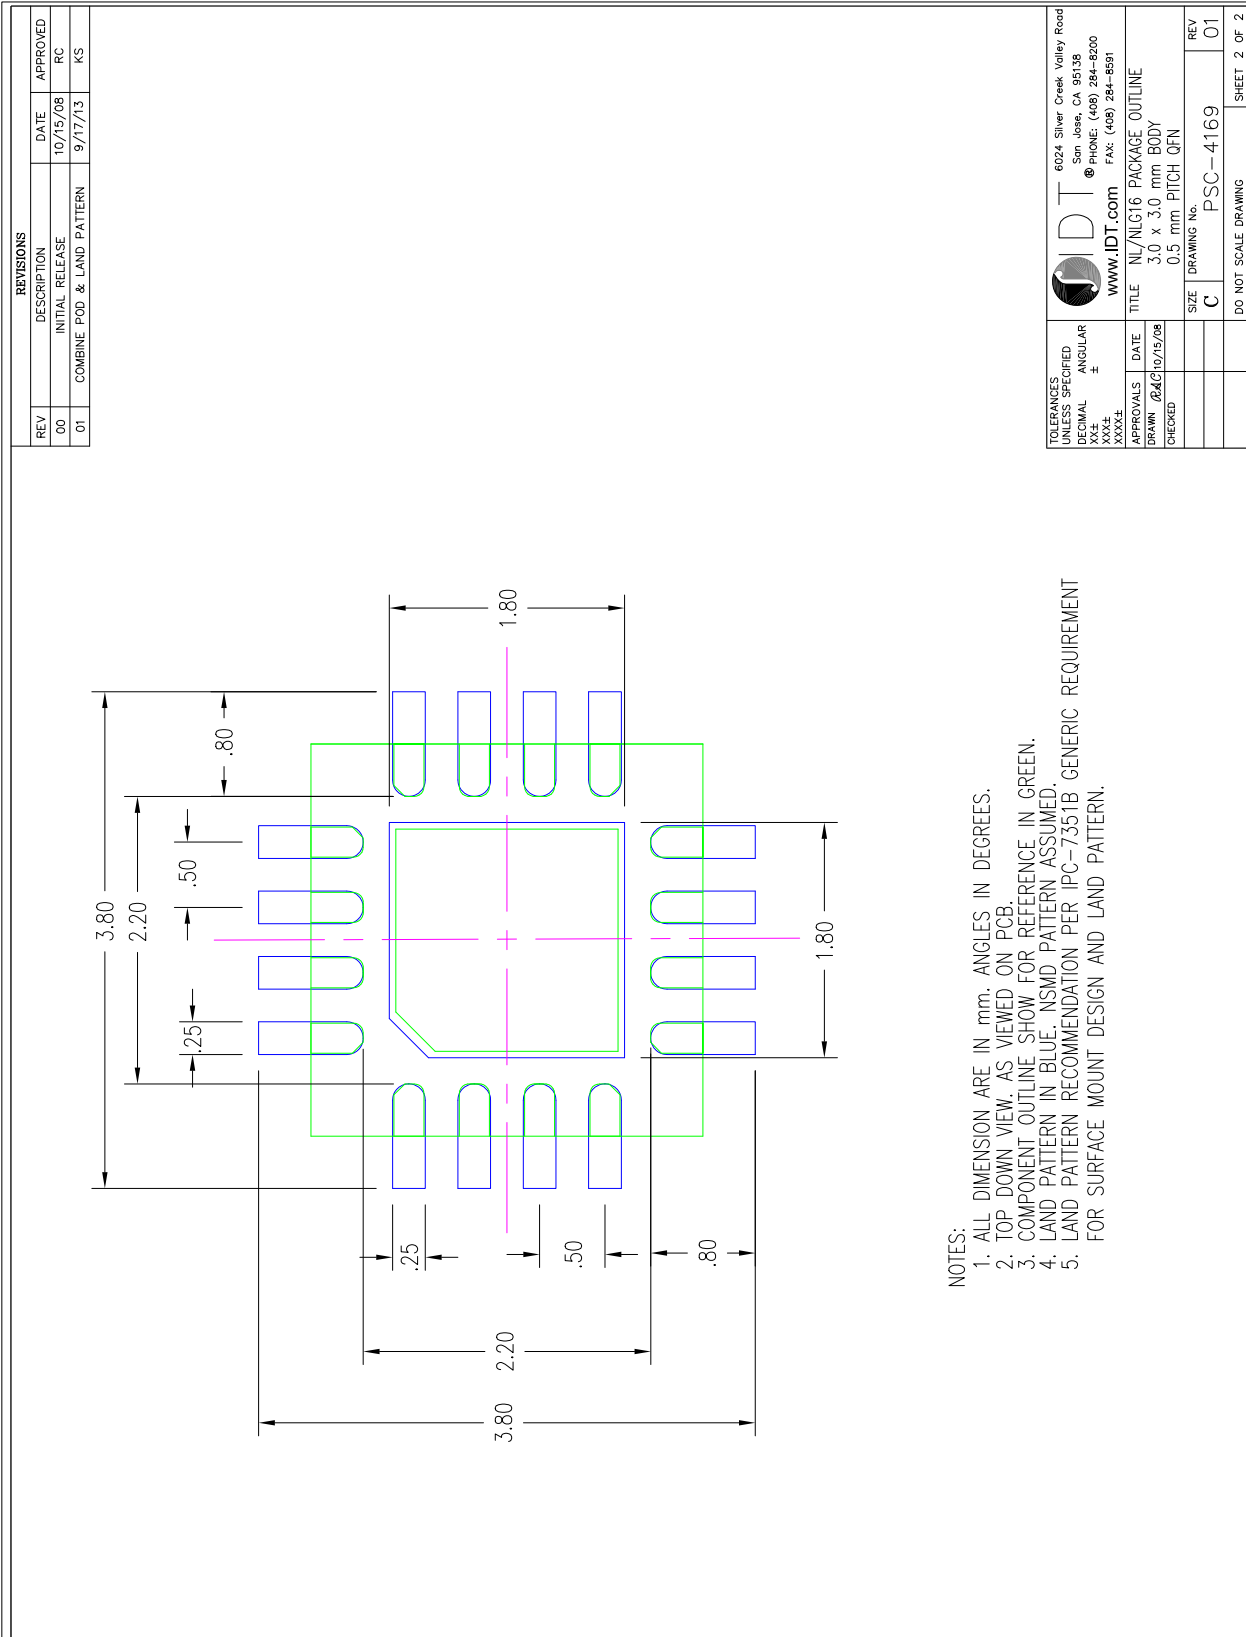 REVISIONS
REV DESCRIPTION DATE APPROVED
00 INITIAL RELEASE 10/15/08 RC
01 COMBINE POD & LAND PATTERN 9/17/13 KS
3.80
2.20
.25
.50
.80
1.80
1.80
.25
.50
.80
2.20
3.80
NOTES:
1. ALL DIMENSION ARE IN mm. ANGLES IN DEGREES.
2. TOP DOWN VIEW. AS VIEWED ON PCB.
3. COMPONENT OUTLINE SHOW FOR REFERENCE IN GREEN.
4. LAND PATTERN IN BLUE. NSMD PATTERN ASSUMED.
5. LAND PATTERN RECOMMENDATION PER IPC-7351B GENERIC REQUIREMENT
FOR SURFACE MOUNT DESIGN AND LAND PATTERN.
TOLERANCES
UNLESS SPECIFIED
DECIMAL ANGULAR
XX± ±
XXX±
XXXX±
IDT ®
www.IDT.com
6024 Silver Creek Valley Road
San Jose, CA 95138
PHONE: (408) 284-8200
FAX: (408) 284-8591
APPROVALS DATE
DRAWN RAC 10/15/08
CHECKED
TITLE NL/NLG16 PACKAGE OUTLINE
3.0 x 3.0 mm BODY
0.5 mm PITCH QFN
SIZE DRAWING No. REV
C PSC-4169 01
DO NOT SCALE DRAWING SHEET 2 OF 2